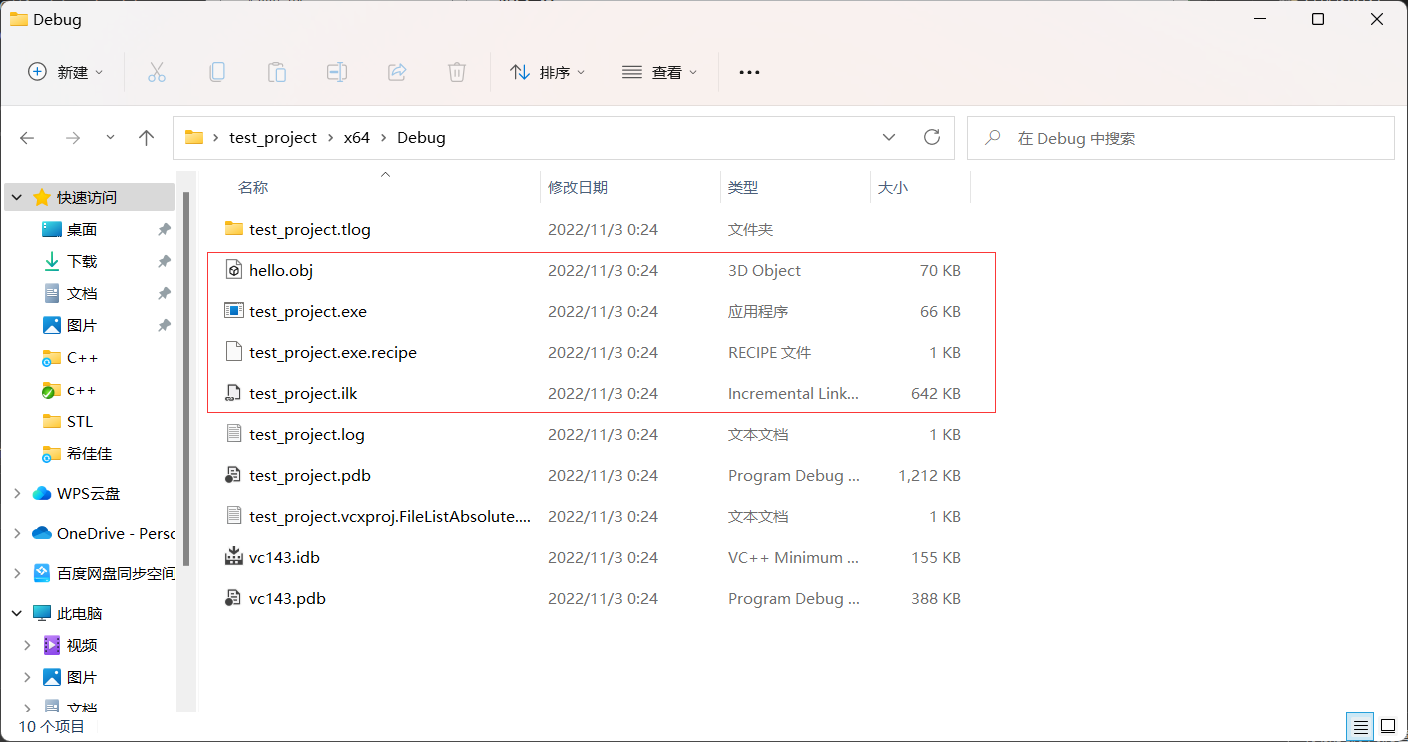 Debug
新建
排序
查看
test_project
x64
Debug
在 Debug 中搜索
快速访问
桌面
下载
文档
图片
C++
c++
STL
希佳佳
WPS云盘
OneDrive - Perso
百度网盘同步空间
此电脑
视频
图片
文档
名称 修改日期 类型 大小
test_project.tlog 2022/11/3 0:24 文件夹
hello.obj 2022/11/3 0:24 3D Object 70 KB
test_project.exe 2022/11/3 0:24 应用程序 66 KB
test_project.exe.recipe 2022/11/3 0:24 RECIPE 文件 1 KB
test_project.ilk 2022/11/3 0:24 Incremental Link... 642 KB
test_project.log 2022/11/3 0:24 文本文档 1 KB
test_project.pdb 2022/11/3 0:24 Program Debug ... 1,212 KB
test_project.vcxproj.FileListAbsolute.... 2022/11/3 0:24 文本文档 1 KB
vc143.idb 2022/11/3 0:24 VC++ Minimum ... 155 KB
vc143.pdb 2022/11/3 0:24 Program Debug ... 388 KB
10 个项目